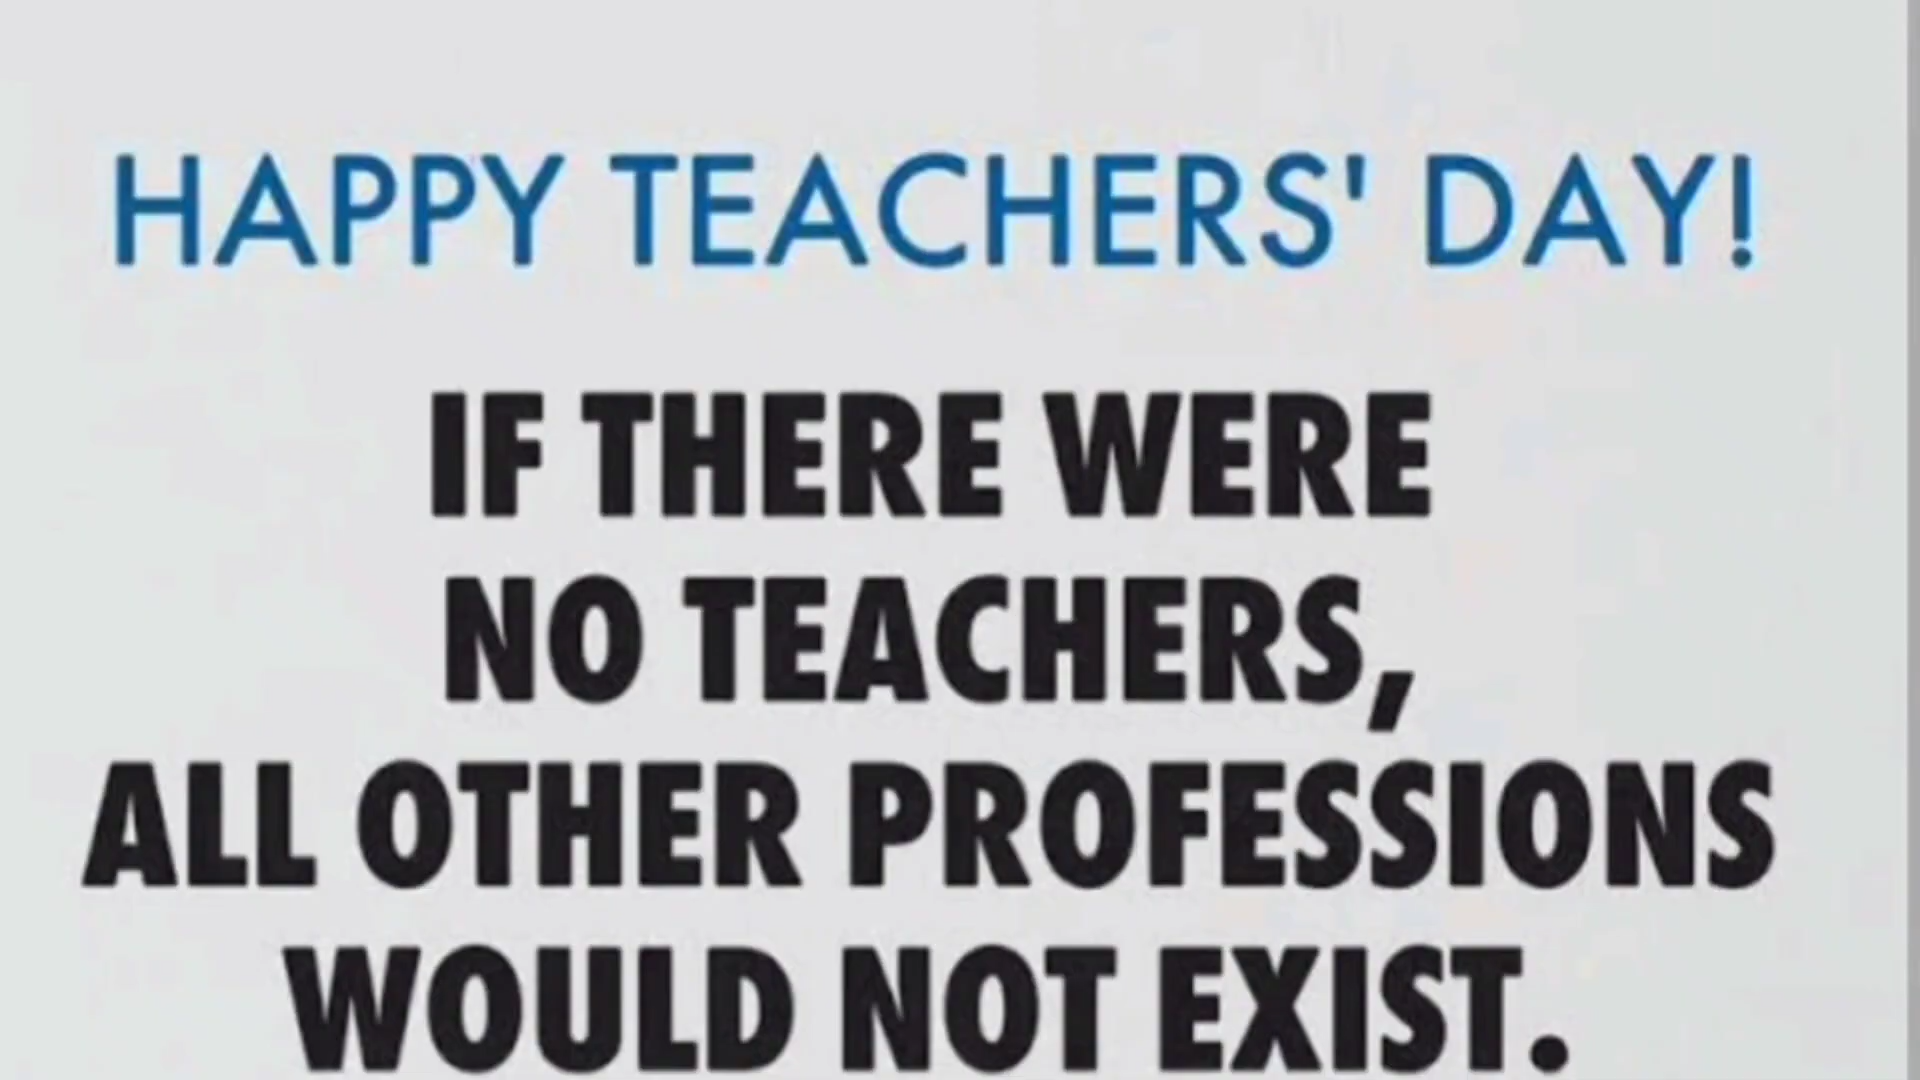 HAPPY TEACHERS' DAY!
IF THERE WERE
NO TEACHERS,
ALL OTHER PROFESSIONS
WOULD NOT EXIST.